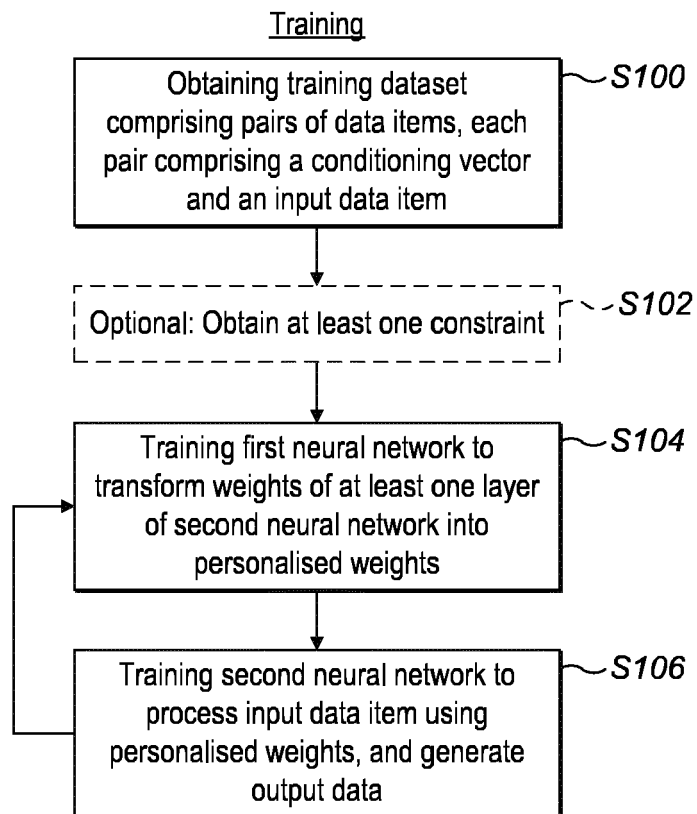 Training
Obtaining training dataset
comprising pairs of data items, each
pair comprising a conditioning vector
and an input data item
S100
Optional: Obtain at least one constraint
S102
Training first neural network to
transform weights of at least one layer
of second neural network into
personalised weights
S104
Training second neural network to
process input data item using
personalised weights, and generate
output data
S106